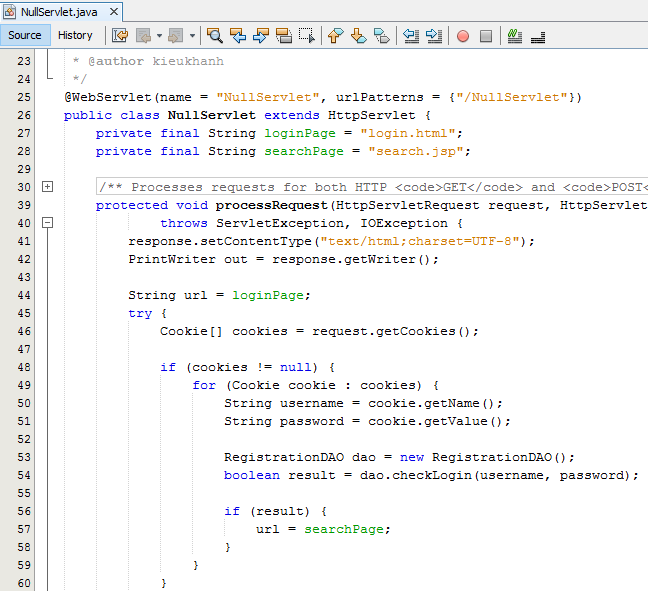 NullServlet.java
Source History
23 * @author kieukhanh
24 */
25 @WebServlet(name = "NullServlet", urlPatterns = {"/NullServlet"})
26 public class NullServlet extends HttpServlet {
27 private final String loginPage = "login.html";
28 private final String searchPage = "search.jsp";
29
30 /** Processes requests for both HTTP <code>GET</code> and <code>POST<
39 protected void processRequest(HttpServletRequest request, HttpServlet
40 throws ServletException, IOException {
41 response.setContentType("text/html;charset=UTF-8");
42 PrintWriter out = response.getWriter();
43
44 String url = loginPage;
45 try {
46 Cookie[] cookies = request.getCookies();
47
48 if (cookies != null) {
49 for (Cookie cookie : cookies) {
50 String username = cookie.getName();
51 String password = cookie.getValue();
52
53 RegistrationDAO dao = new RegistrationDAO();
54 boolean result = dao.checkLogin(username, password);
55
56 if (result) {
57 url = searchPage;
58 }
59 }
60 }